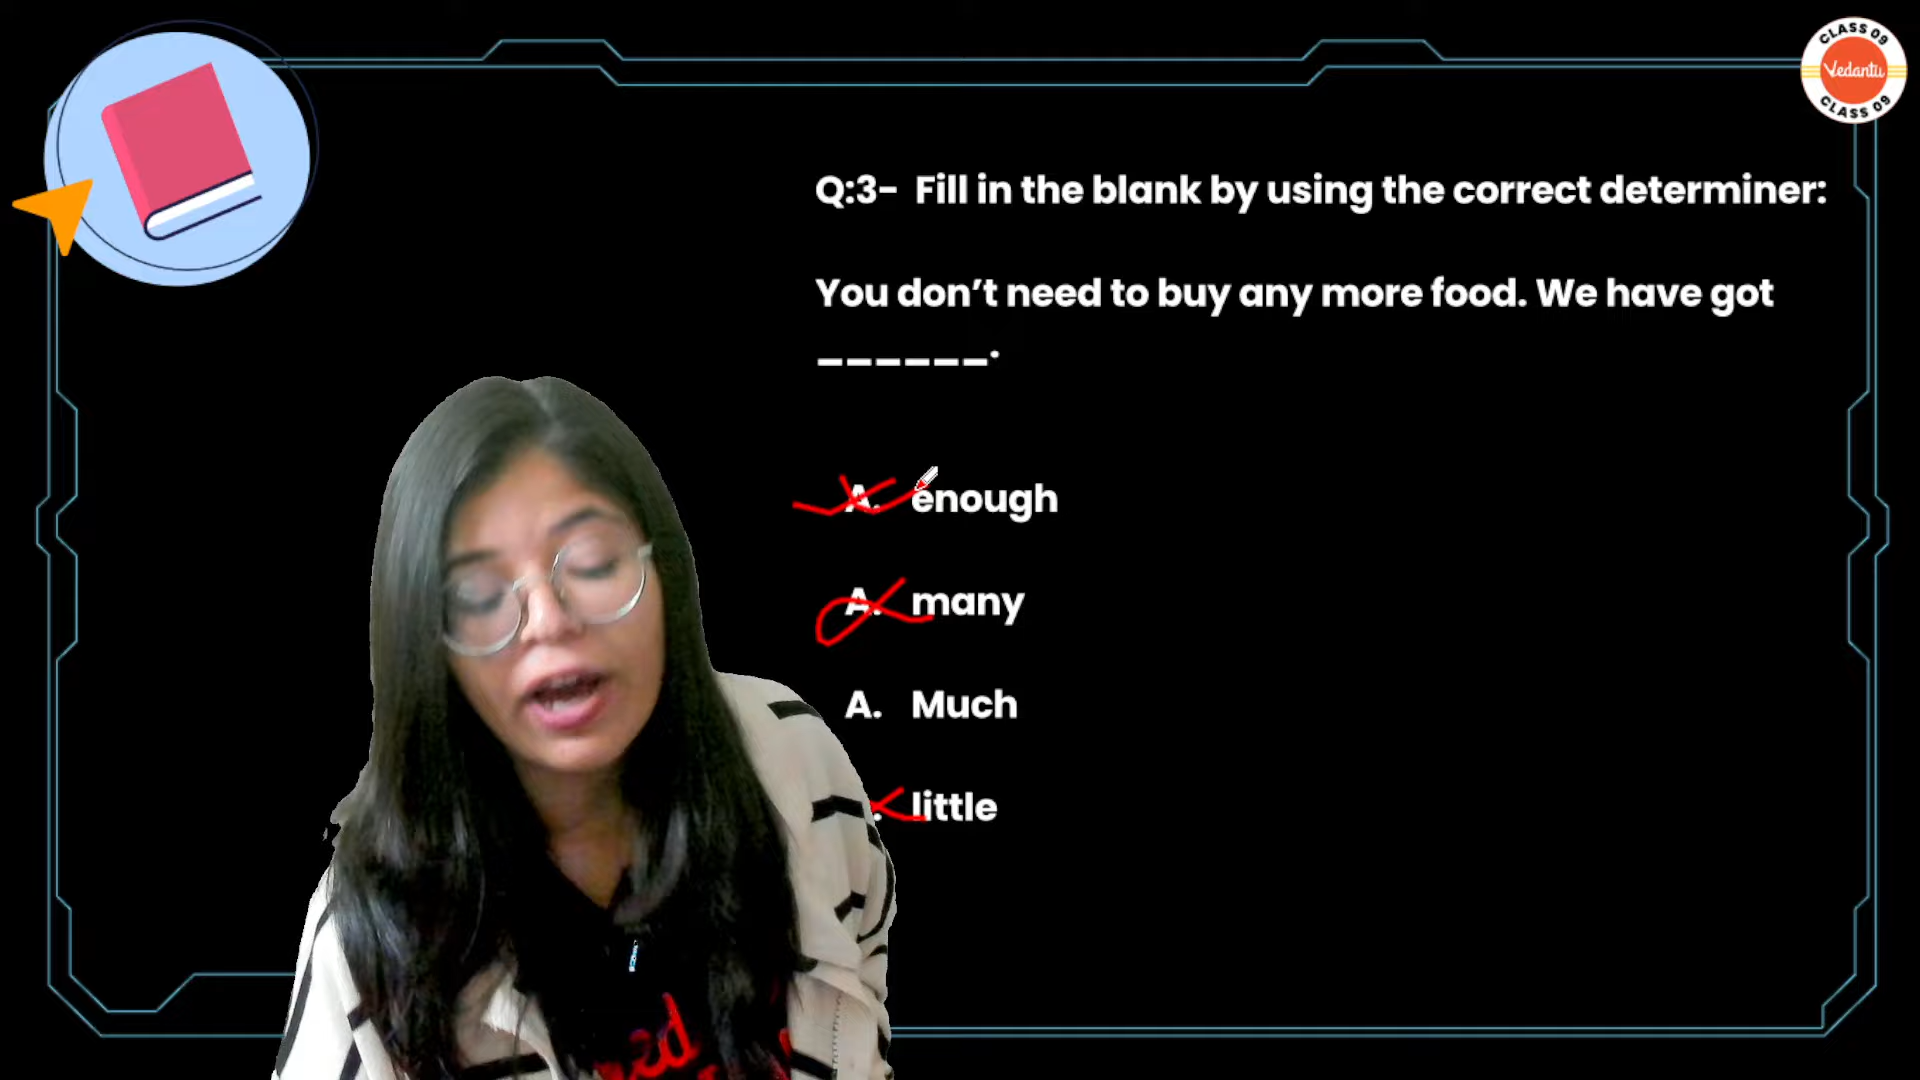 CLASS 09
Vedantu
CLASS 09
Q:3- Fill in the blank by using the correct determiner:
You don’t need to buy any more food. We have got
______.
A. enough
A. many
A. Much
. little